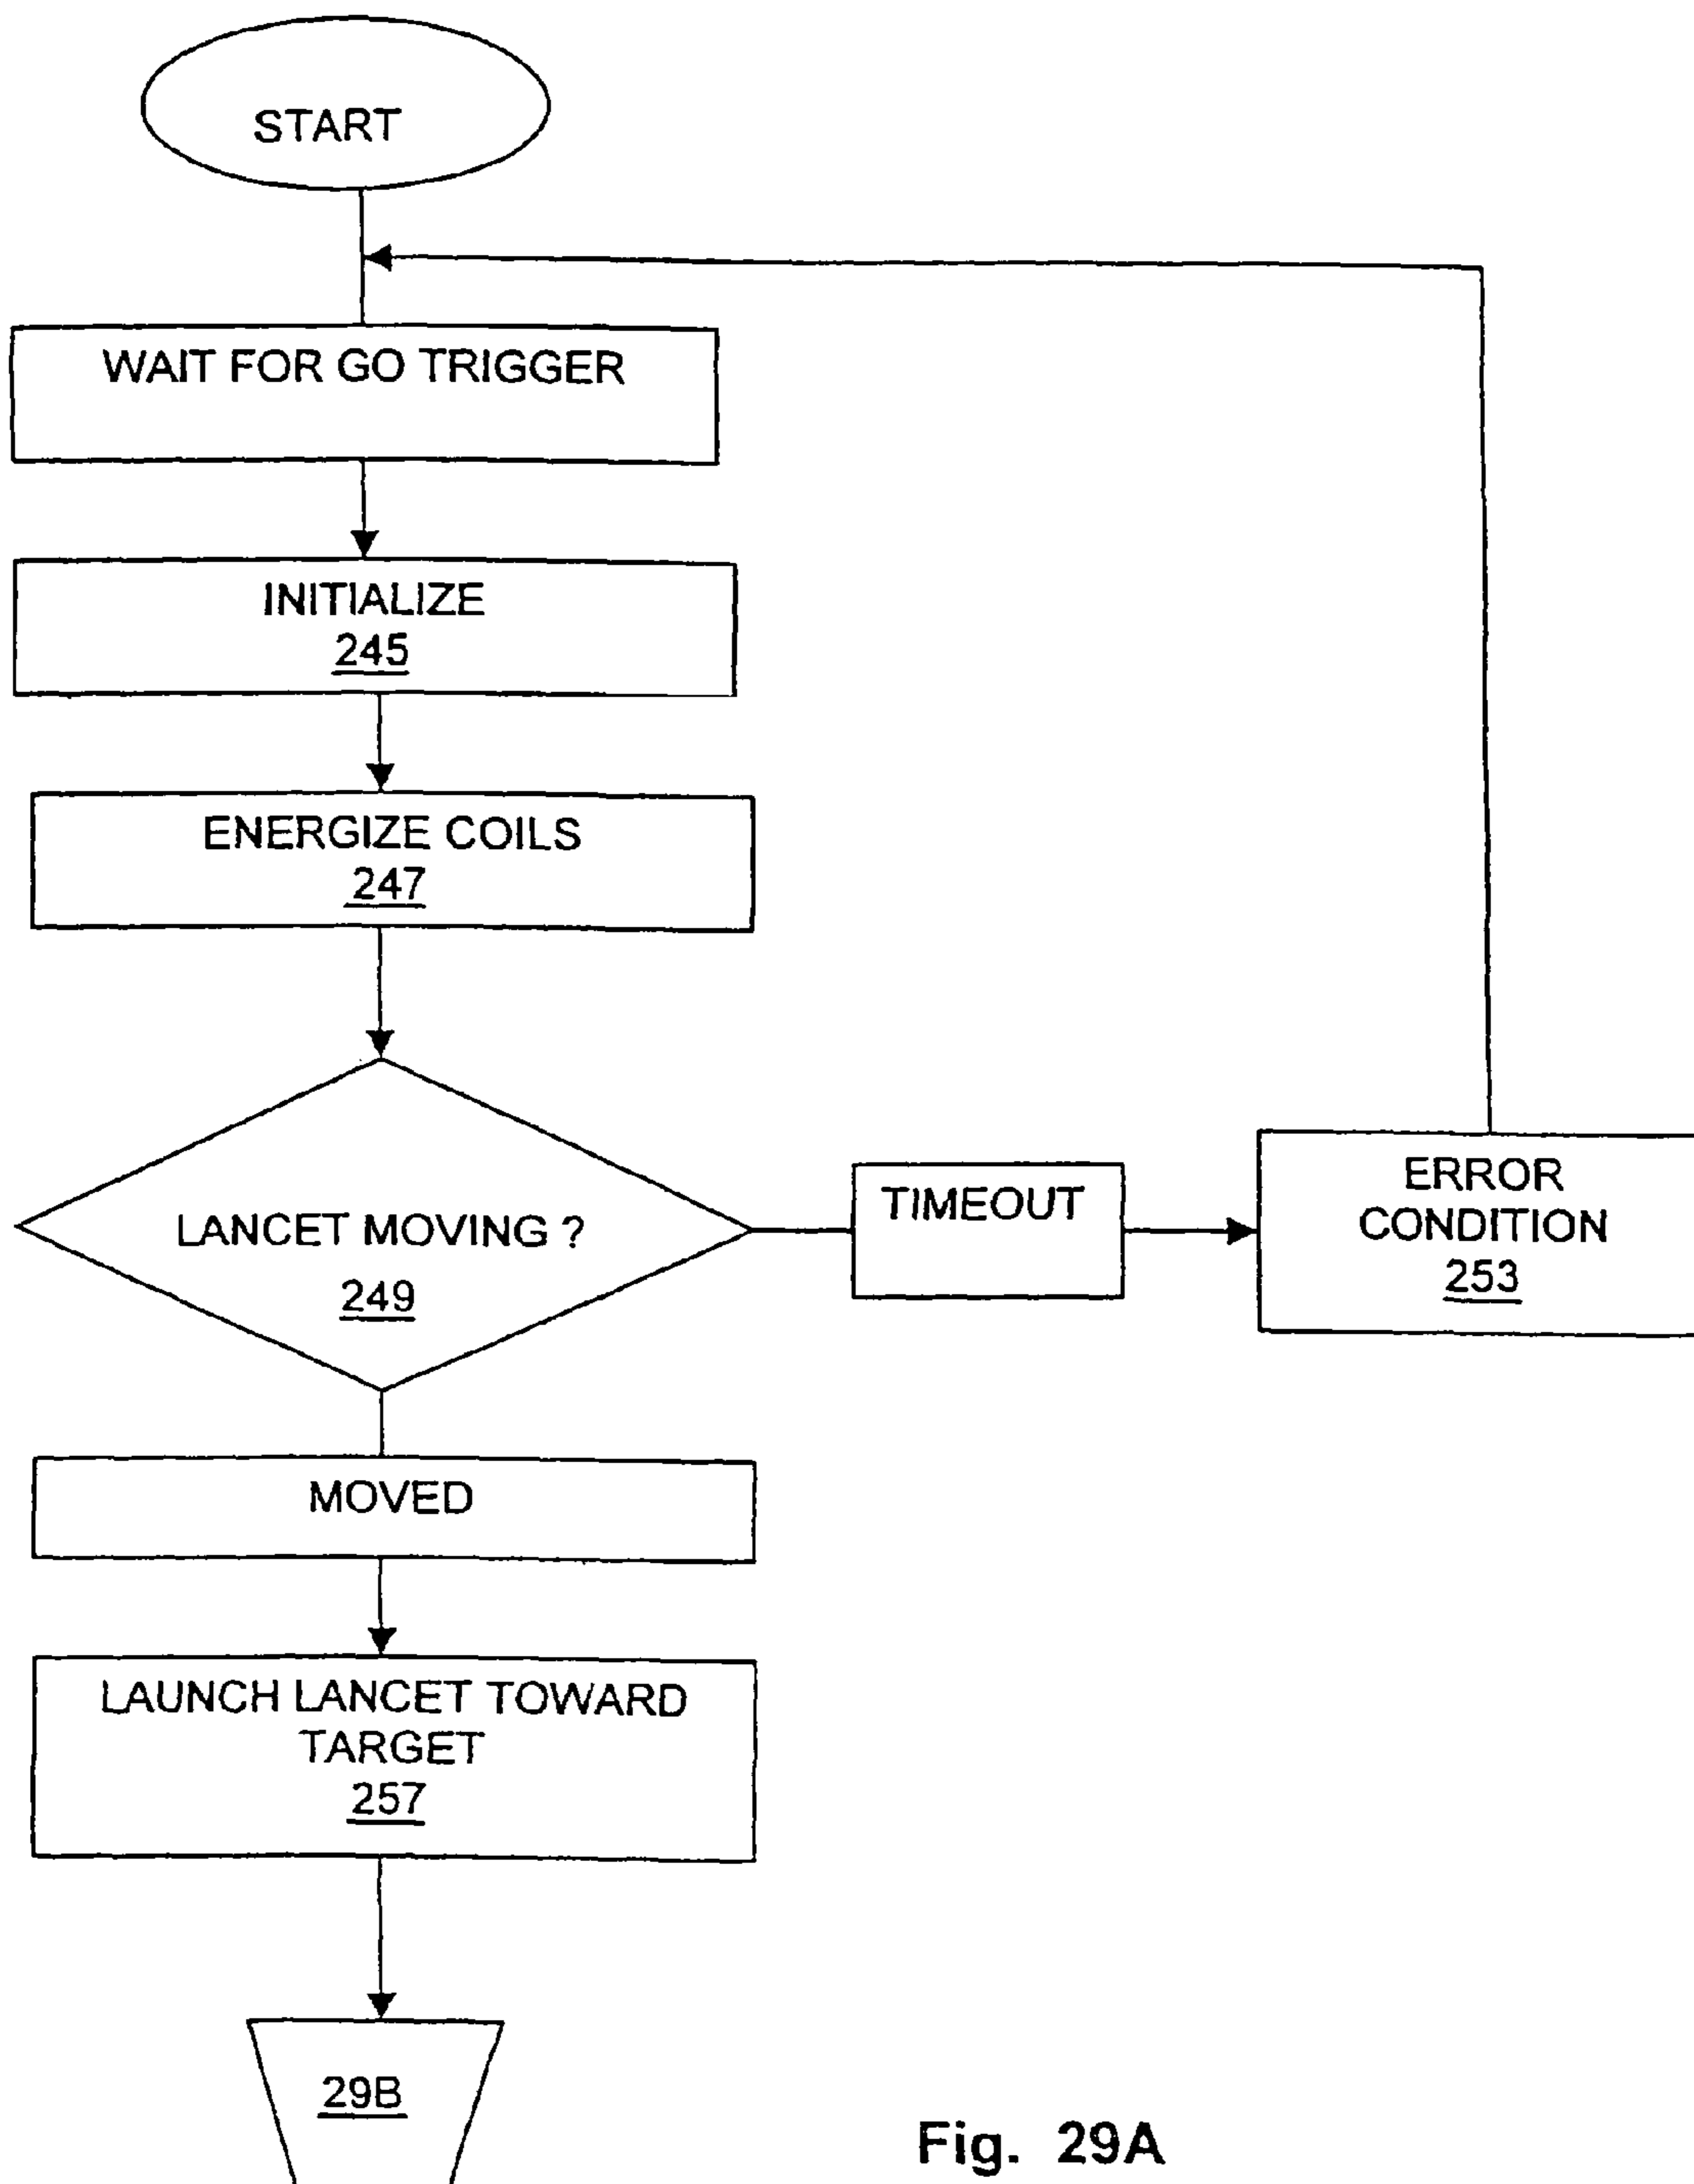 START
WAIT FOR GO TRIGGER
INITIALIZE
245
ENERGIZE COILS
247
LANCET MOVING ?
249
TIMEOUT
ERROR
CONDITION
253
MOVED
LAUNCH LANCET TOWARD
TARGET
257
29B
Fig. 29A